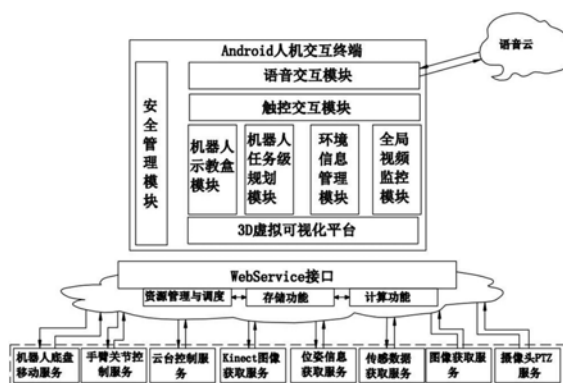 Android人机交互终端
语音云
语音交互模块
触控交互模块
安
全
管
理
模
块
机器人
示教盒
模块
机器人
任务级
规划模
块
环境
信息
管理
模块
全局
视频
监控
模块
3D虚拟可视化平台
WebService接口
资源管理与调度
存储功能
计算功能
机器人底盘
移动服务
手臂关节控
制服务
云台控制服
务
Kinect图像
获取服务
位姿信息
获取服务
传感数据
获取服务
图像获取服
务
摄像头PTZ
服务